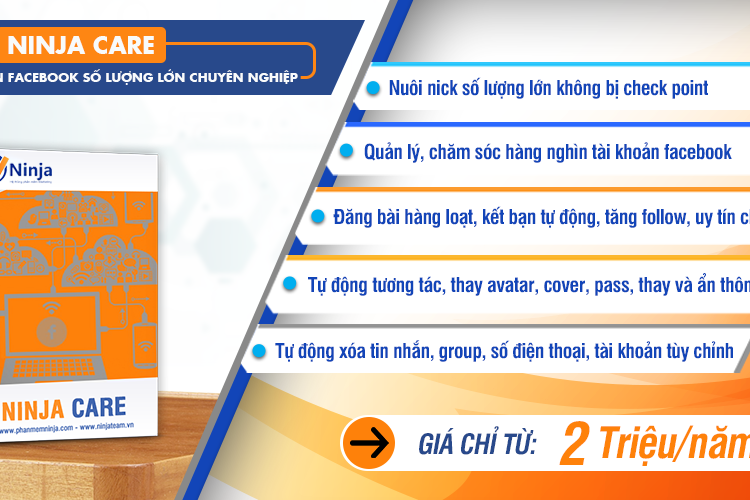 NINJA CARE
FACEBOOK SỐ LƯỢNG LỚN CHUYÊN NGHIỆP
Nuôi nick số lượng lớn không bị check point
Quản lý, chăm sóc hàng nghìn tài khoản facebook
Đăng bài hàng loạt, kết bạn tự động, tăng follow, uy tín
Tự động tương tác, thay avatar, cover, pass, thay và ẩn
Tự động xóa tin nhắn, group, số điện thoại, tài khoản tùy chỉnh
GIÁ CHỈ TỪ: 2 Triệu/năm
Ninja
NINJA CARE
www.phanmemninja.com - www.ninjateam.vn